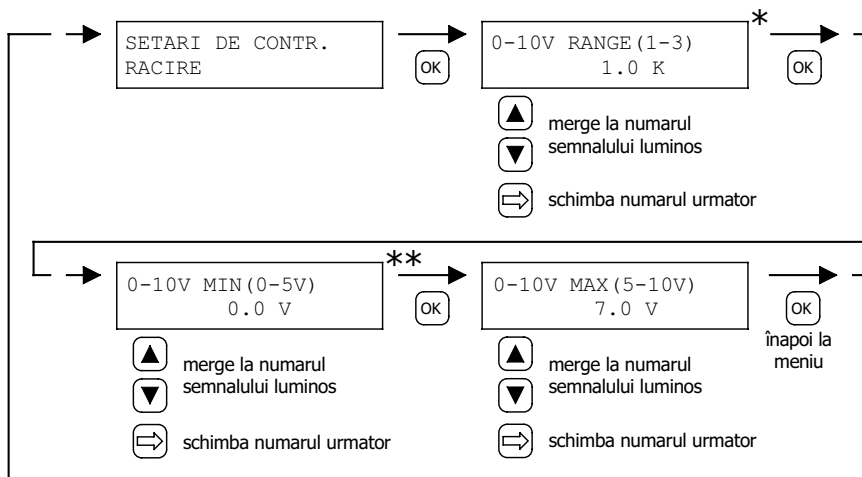 SETARI DE CONTR.
RACIRE
OK
0-10V RANGE(1-3)
1.0 K
*
OK
merge la numarul
semnalului luminos
schimba numarul urmator
0-10V MIN(0-5V)
0.0 V
**
OK
0-10V MAX(5-10V)
7.0 V
OK
înapoi la
meniu
merge la numarul
semnalului luminos
schimba numarul urmator
merge la numarul
semnalului luminos
schimba numarul urmator